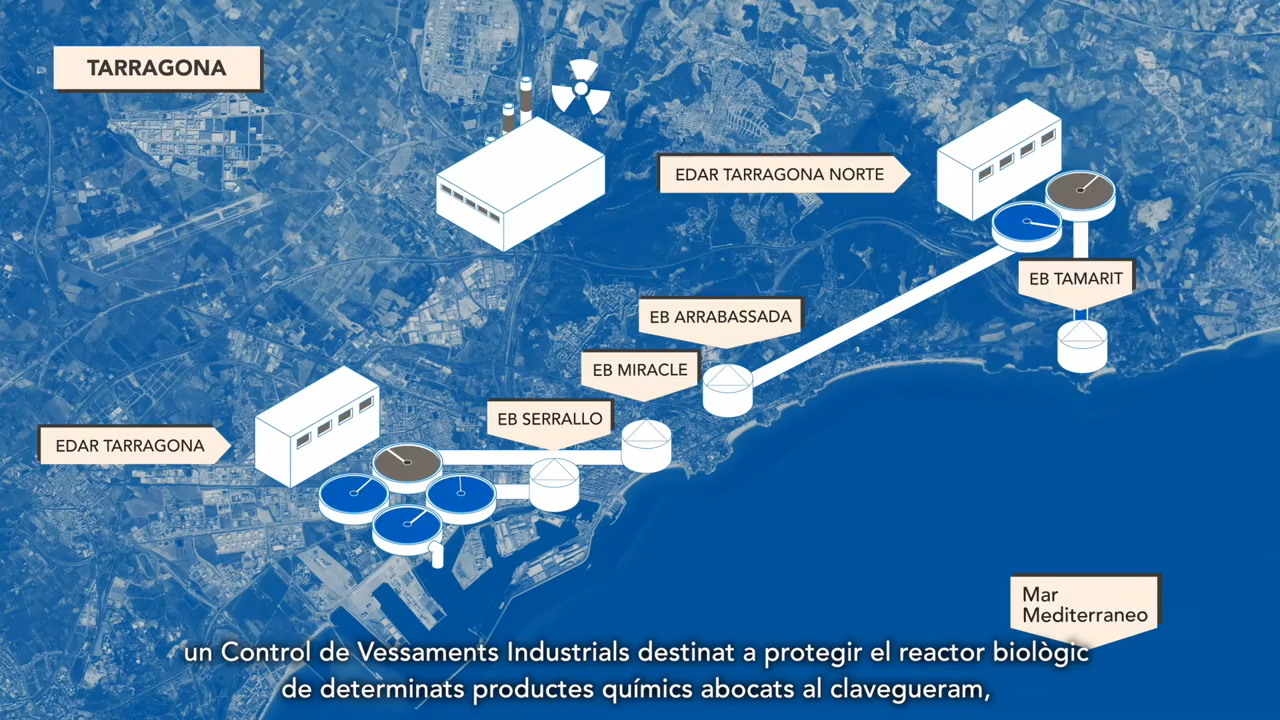 TARRAGONA
EDAR TARRAGONA NORTE
EB TAMARIT
EB ARRABASSADA
EB MIRACLE
EB SERRALLO
EDAR TARRAGONA
Mar
Mediterraneo
un Control de Vessaments Industrials destinat a protegir el reactor biològic
de determinats productes químics abocats al clavegueram,